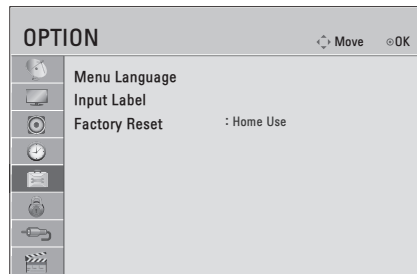 OPTION
Move OK
Menu Language
Input Label
Factory Reset : Home Use